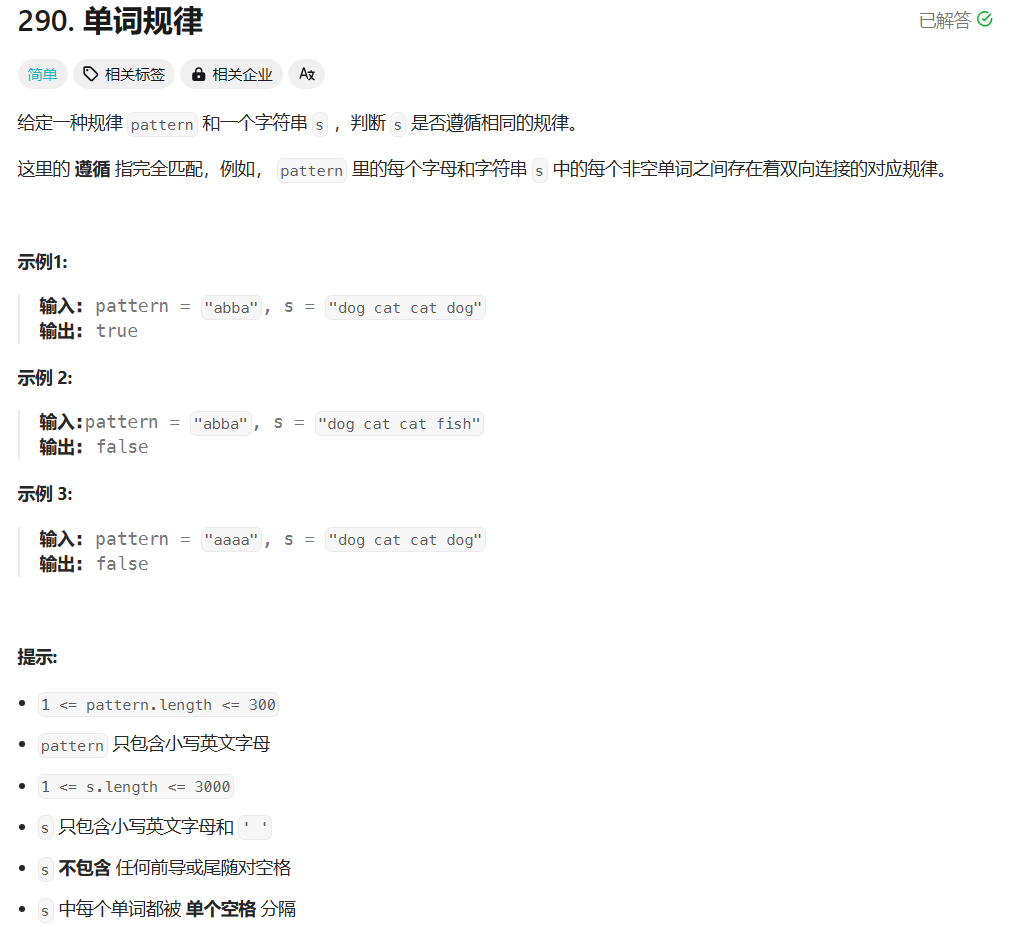 290. 单词规律
已解答
简单 相关标签 相关企业
给定一种规律 pattern 和一个字符串 s ，判断 s 是否遵循相同的规律。
这里的 遵循 指完全匹配，例如， pattern 里的每个字母和字符串 s 中的每个非空单词之间存在着双向连接的对应规律。
示例1:
输入: pattern = "abba", s = "dog cat cat dog"
输出: true
示例 2:
输入:pattern = "abba", s = "dog cat cat fish"
输出: false
示例 3:
输入: pattern = "aaaa", s = "dog cat cat dog"
输出: false
提示:
1 <= pattern.length <= 300
pattern 只包含小写英文字母
1 <= s.length <= 3000
s 只包含小写英文字母和 ' '
s 不包含 任何前导或尾随对空格
s 中每个单词都被 单个空格 分隔